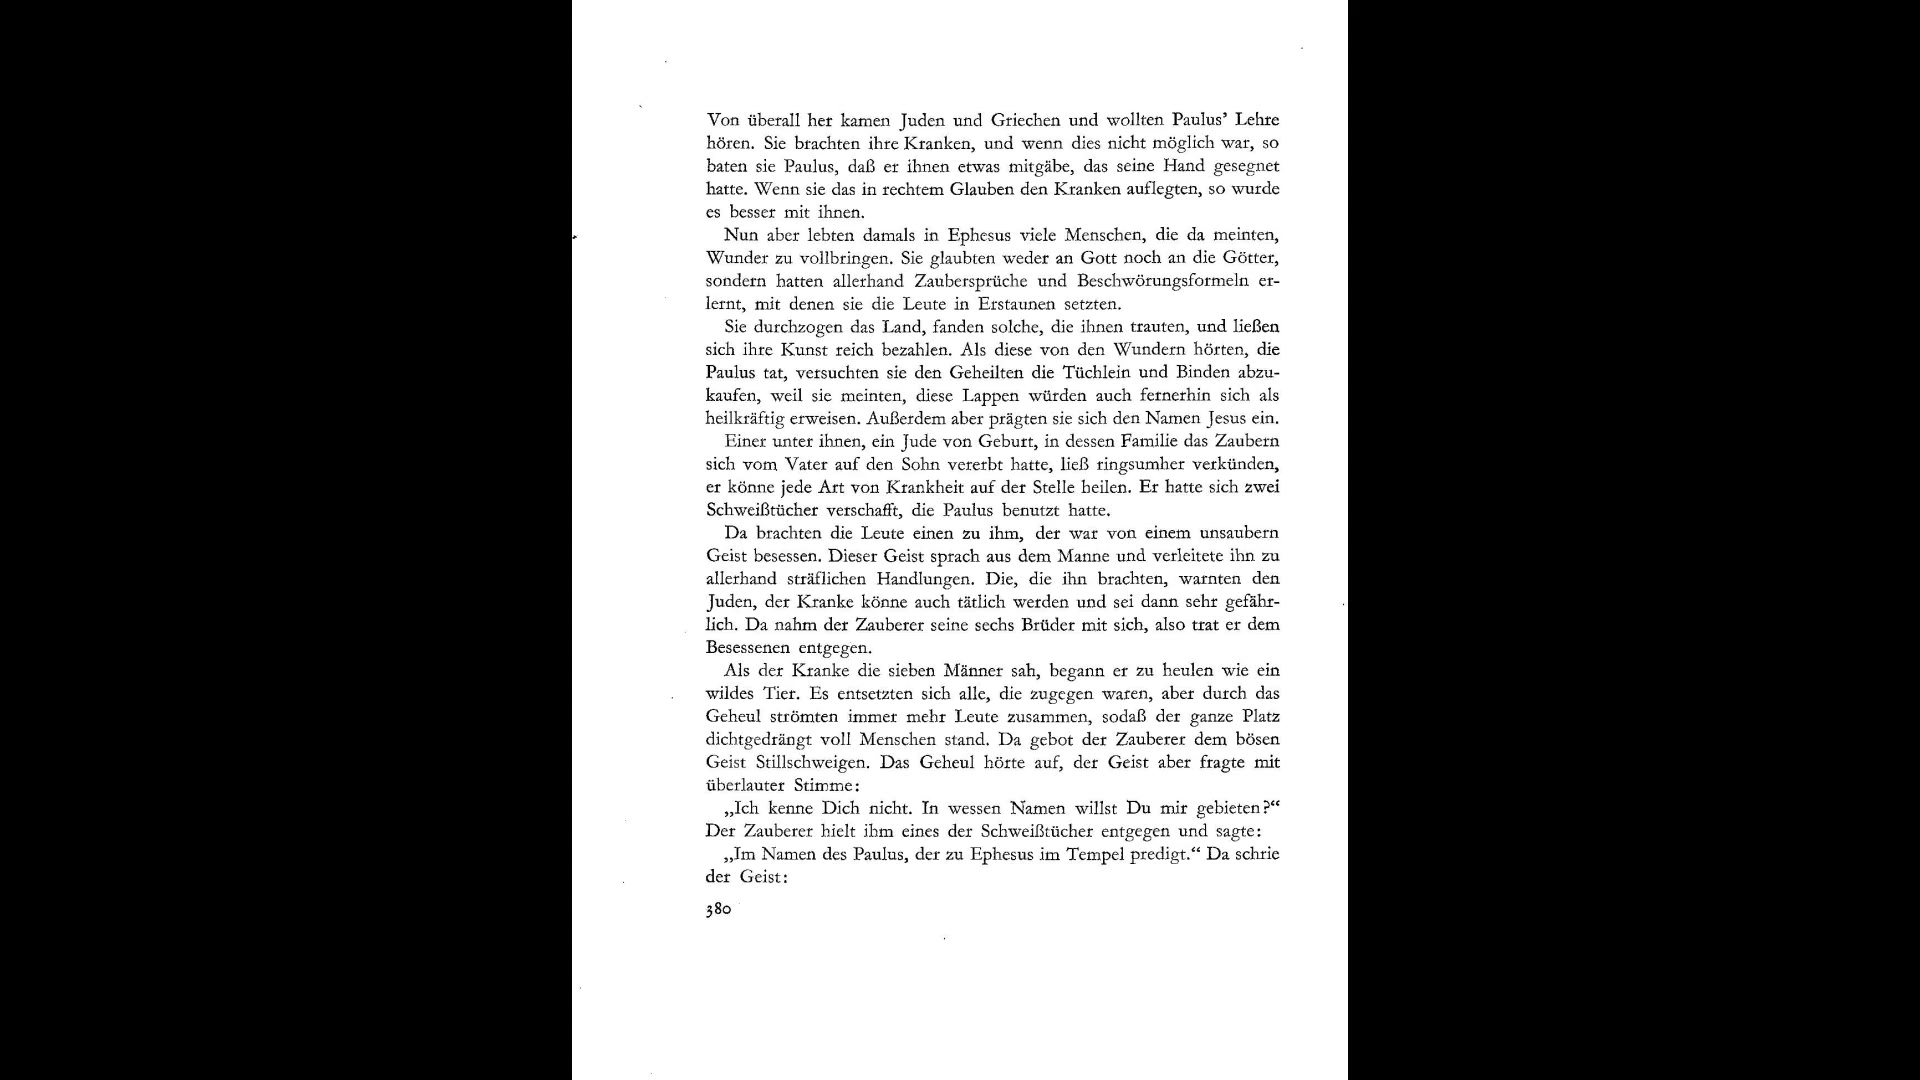 Von überall her kamen Juden und Griechen und wollten Paulus’ Lehre
hören. Sie brachten ihre Kranken, und wenn dies nicht möglich war, so
baten sie Paulus, daß er ihnen etwas mitgäbe, das seine Hand gesegnet
hatte. Wenn sie das in rechtem Glauben den Kranken auflegten, so wurde
es besser mit ihnen.
Nun aber lebten damals in Ephesus viele Menschen, die da meinten,
Wunder zu vollbringen. Sie glaubten weder an Gott noch an die Götter,
sondern hatten allerhand Zaubersprüche und Beschwörungsformeln er-
lernt, mit denen sie die Leute in Erstaunen setzten.
Sie durchzogen das Land, fanden solche, die ihnen trauten, und ließen
sich ihre Kunst reich bezahlen. Als diese von den Wundern hörten, die
Paulus tat, versuchten sie den Geheilten die Tüchlein und Binden abzu-
kaufen, weil sie meinten, diese Lappen würden auch fernerhin sich als
heilkräftig erweisen. Außerdem aber prägten sie sich den Namen Jesus ein.
Einer unter ihnen, ein Jude von Geburt, in dessen Familie das Zaubern
sich vom Vater auf den Sohn vererbt hatte, ließ ringsumher verkünden,
er könne jede Art von Krankheit auf der Stelle heilen. Er hatte sich zwei
Schweißtücher verschafft, die Paulus benutzt hatte.
Da brachten die Leute einen zu ihm, der war von einem unsaubern
Geist besessen. Dieser Geist sprach aus dem Manne und verleitete ihn zu
allerhand sträflichen Handlungen. Die, die ihn brachten, warnten den
Juden, der Kranke könne auch tätlich werden und sei dann sehr gefähr-
lich. Da nahm der Zauberer seine sechs Brüder mit sich, also trat er dem
Besessenen entgegen.
Als der Kranke die sieben Männer sah, begann er zu heulen wie ein
wildes Tier. Es entsetzten sich alle, die zugegen waren, aber durch das
Geheul strömten immer mehr Leute zusammen, sodaß der ganze Platz
dichtgedrängt voll Menschen stand. Da gebot der Zauberer dem bösen
Geist Stillschweigen. Das Geheul hörte auf, der Geist aber fragte mit
überlauter Stimme:
„Ich kenne Dich nicht. In wessen Namen willst Du mir gebieten?“
Der Zauberer hielt ihm eines der Schweißtücher entgegen und sagte:
„Im Namen des Paulus, der zu Ephesus im Tempel predigt.“ Da schrie
der Geist:
380